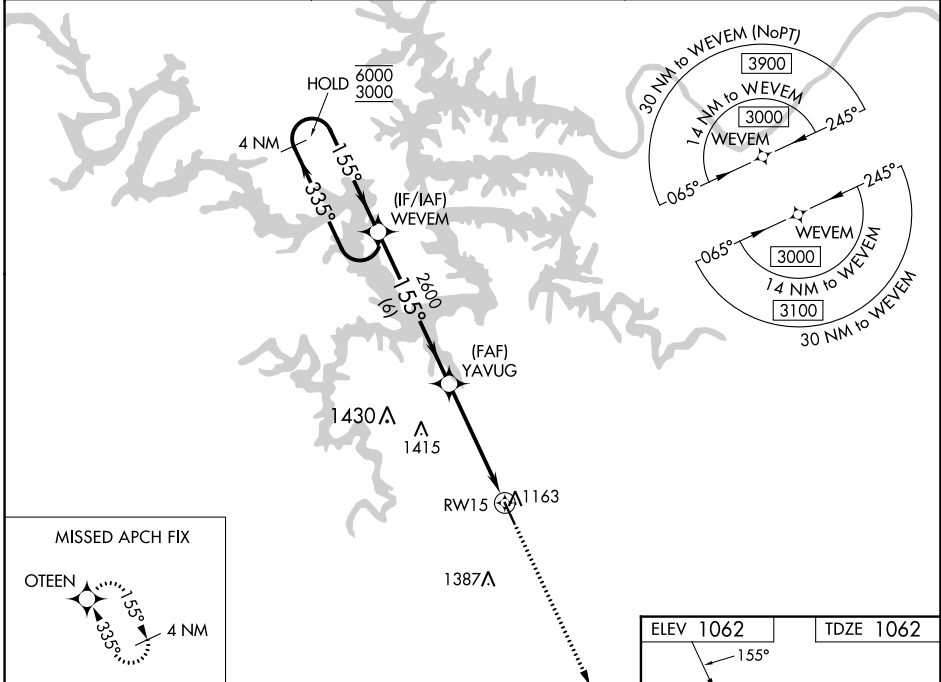 HOLD 6000
3000
4 NM
155°
335°
(IF/IAF)
WEVEM
2600
155°
(6)
(FAF)
YAVUG
1430
1415
RW15
1163
1387
30 NM to WEVEM (NoPT)
3900
14 NM to WEVEM
3000
WEVEM
245°
065°
245°
065°
WEVEM
3000
14 NM to WEVEM
3100
30 NM to WEVEM
MISSED APCH FIX
OTEEN
155°
335°
4 NM
ELEV 1062
TDZE 1062
155°